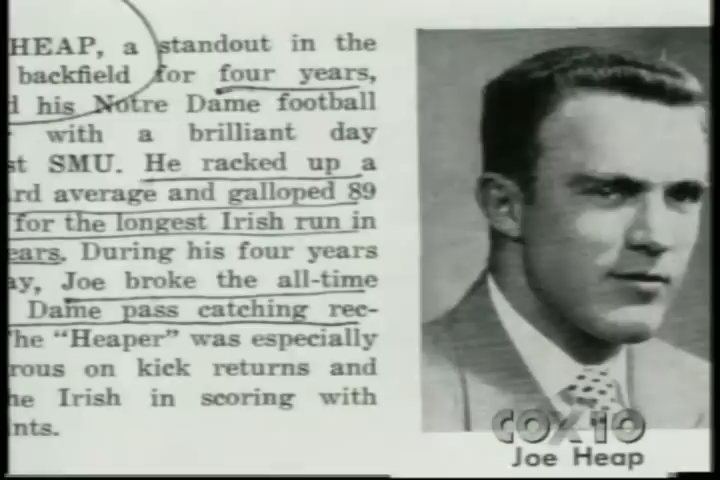 HEAP, a standout in the
backfield for four years,
d his Notre Dame football
with a brilliant day
st SMU. He racked up a
rd average and galloped 89
for the longest Irish run in
ears. During his four years
ay, Joe broke the all-time
Dame pass catching rec-
he "Heaper" was especially
rous on kick returns and
he Irish in scoring with
nts.
COX 10
Joe Heap